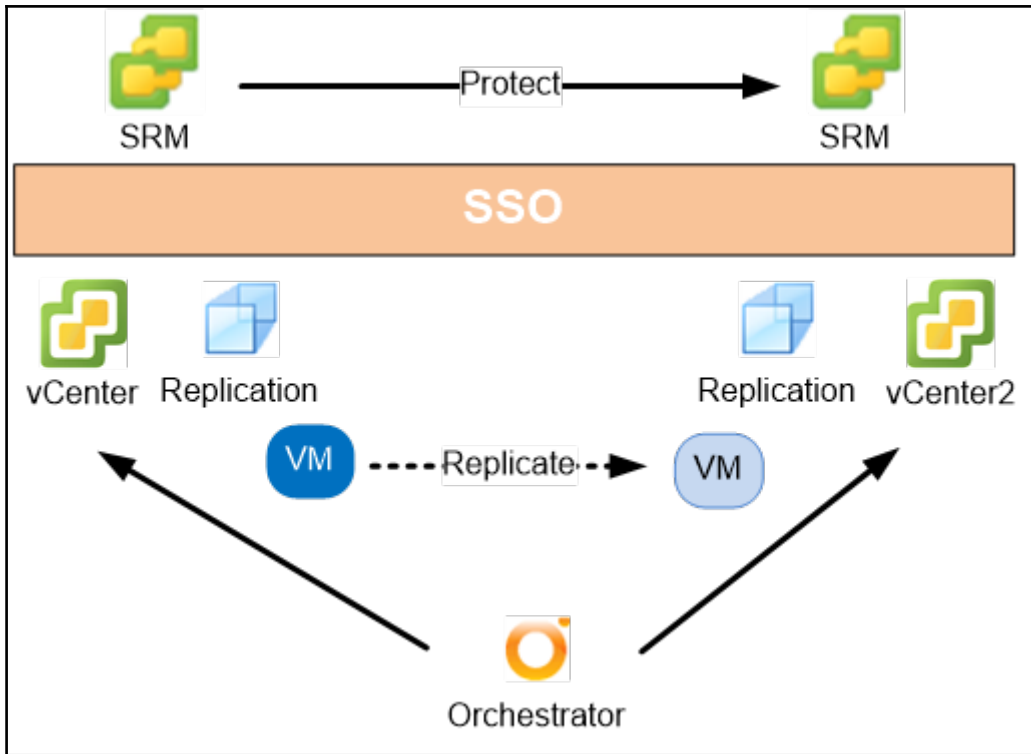 Protect
SRM
SRM
SSO
vCenter
Replication
Replication
vCenter2
VM
Replicate
VM
Orchestrator